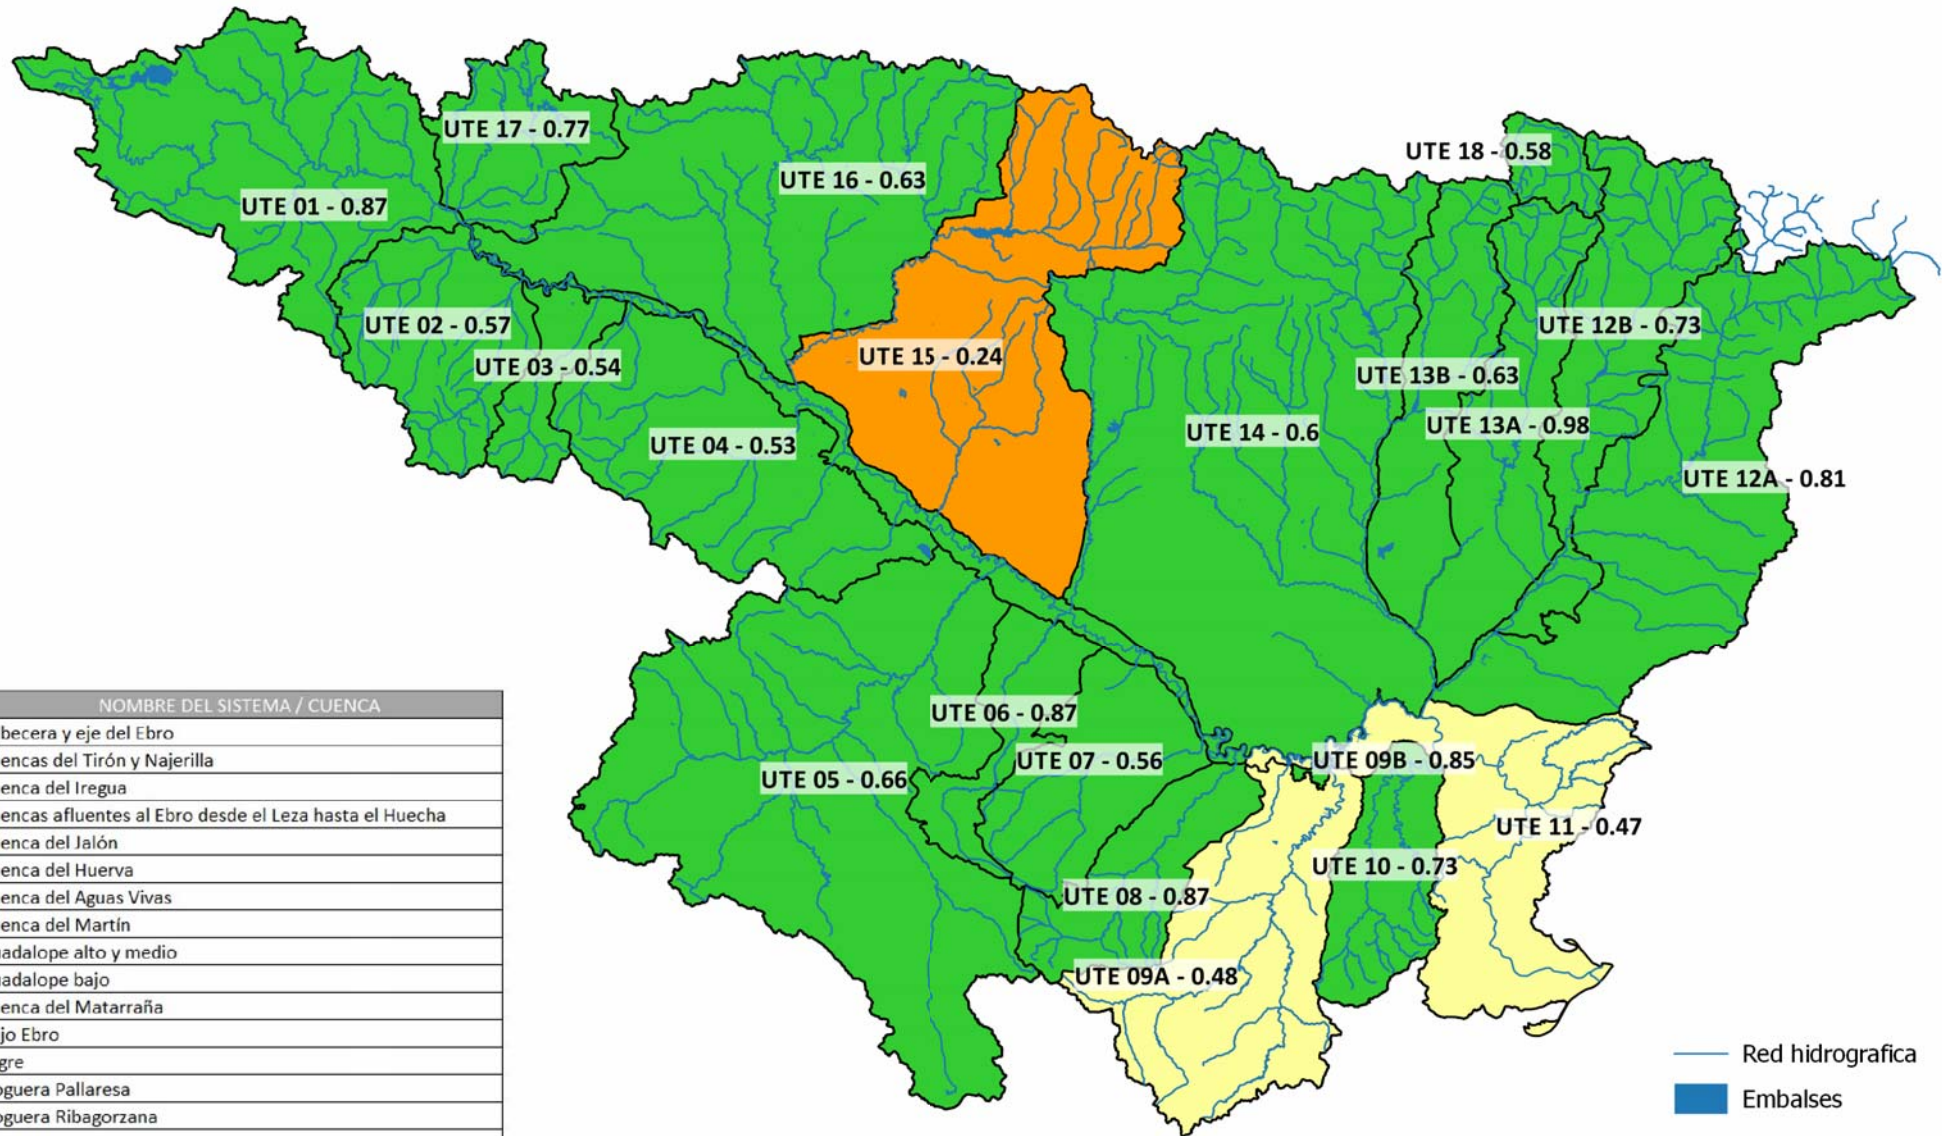 UTE 17 - 0.77
UTE 18 - 0.58
UTE 16 - 0.63
UTE 01 - 0.87
UTE 02 - 0.57
UTE 12B - 0.73
UTE 15 - 0.24
UTE 03 - 0.54
UTE 13B - 0.63
UTE 13A - 0.98
UTE 14 - 0.6
UTE 04 - 0.53
UTE 12A - 0.81
UTE 06 - 0.87
UTE 07 - 0.56
UTE 09B - 0.85
UTE 05 - 0.66
UTE 11 - 0.47
UTE 10 - 0.73
UTE 08 - 0.87
UTE 09A - 0.48
NOMBRE DEL SISTEMA / CUENCA
becera y eje del Ebro
encas del Tirón y Najerilla
enca del Iregua
encas afluentes al Ebro desde el Leza hasta el Huecha
enca del Jalón
enca del Huerva
enca del Aguas Vivas
enca del Martín
uadalope alto y medio
uadalope bajo
enca del Matarraña
jo Ebro
gre
oguera Pallaresa
oguera Ribagorzana
Red hidrografica
Embalses